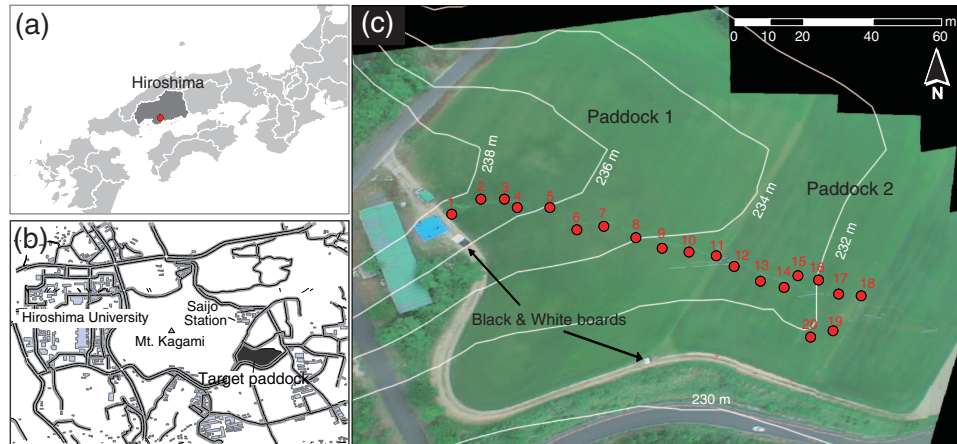 (a)
Hiroshima
(b)
Hiroshima University
Saijo
Station
Mt. Kagami
Target paddock
(c)
m
0 20 40 60
N
Paddock 1
Paddock 2
238 m
236 m
234 m
232 m
230 m
1
2
3
4
5
6
7
8
9
10
11
12
13
14
15
16
17
18
19
20
Black & White boards